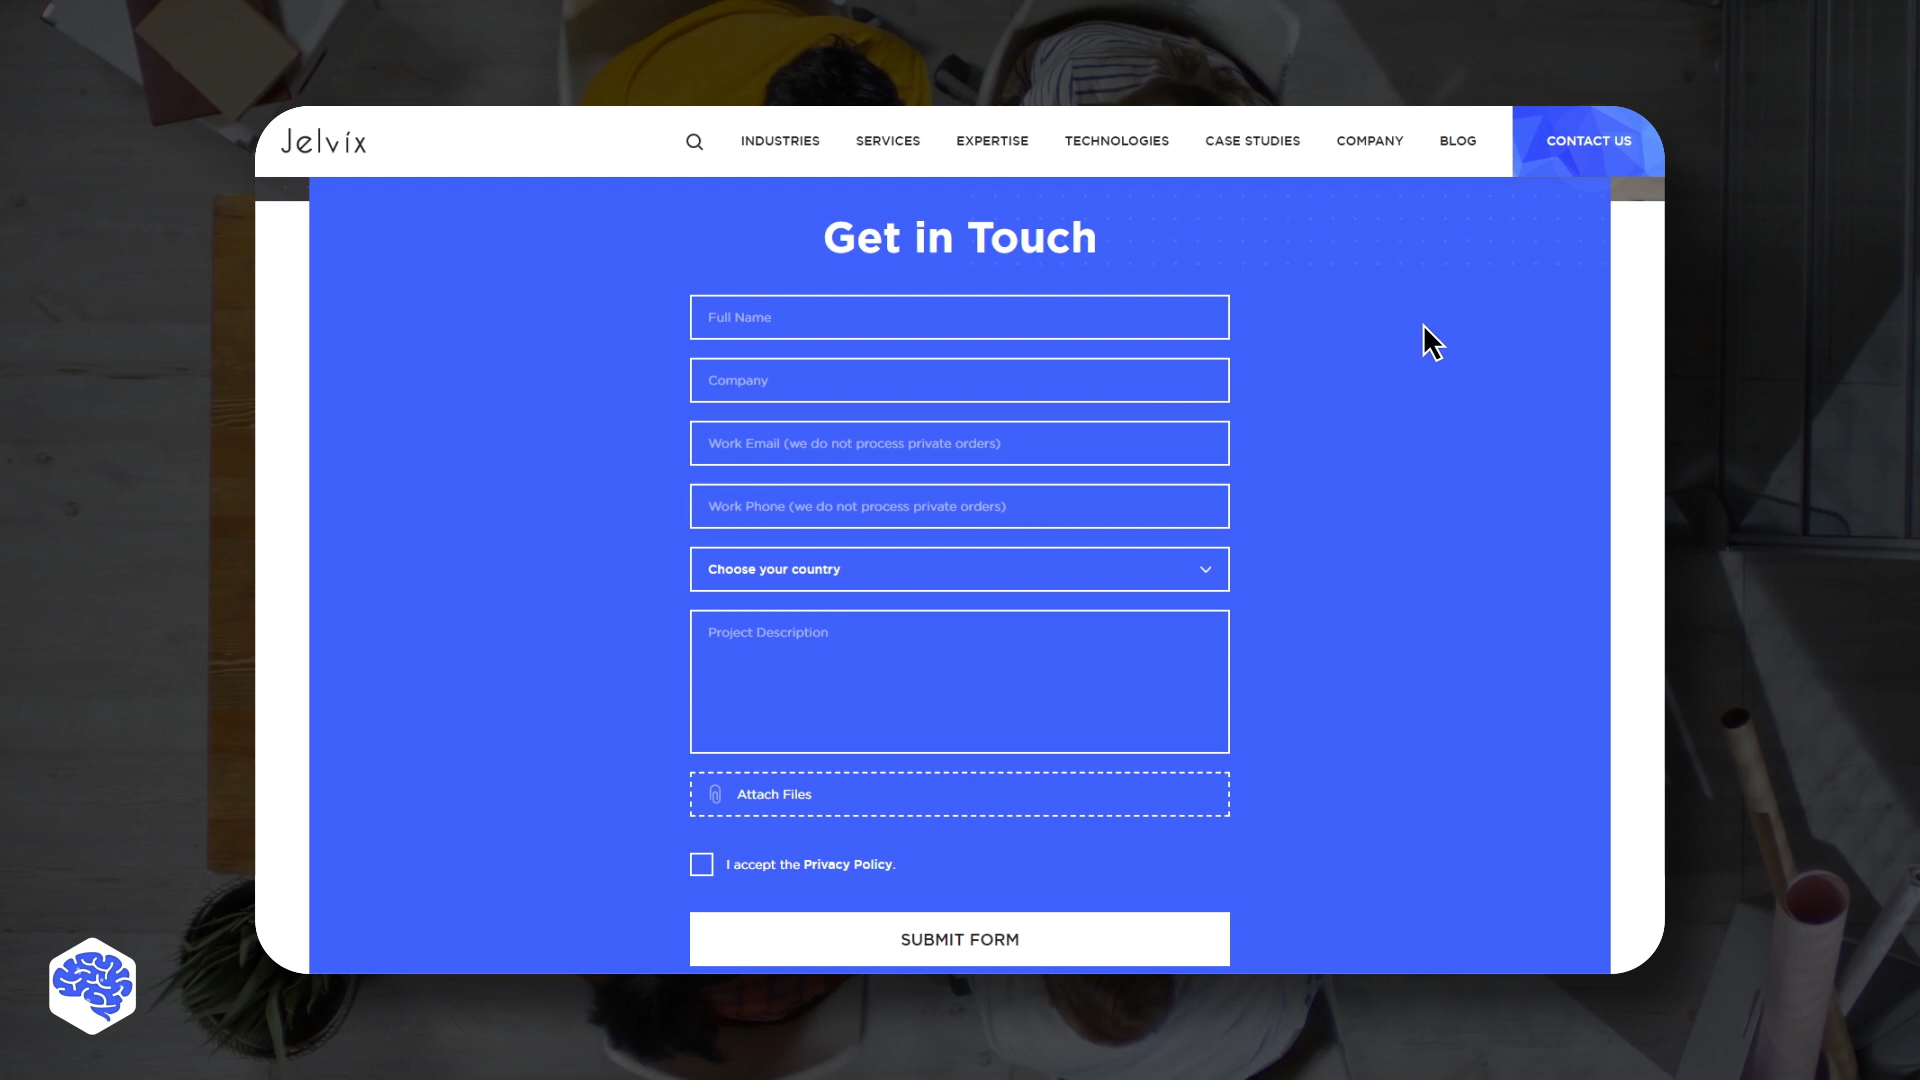 Jelvix
INDUSTRIES SERVICES EXPERTISE TECHNOLOGIES CASE STUDIES COMPANY BLOG CONTACT US
Get in Touch
Full Name
Company
Work Email (we do not process private orders)
Work Phone (we do not process private orders)
Choose your country
Project Description
Attach Files
I accept the Privacy Policy.
SUBMIT FORM